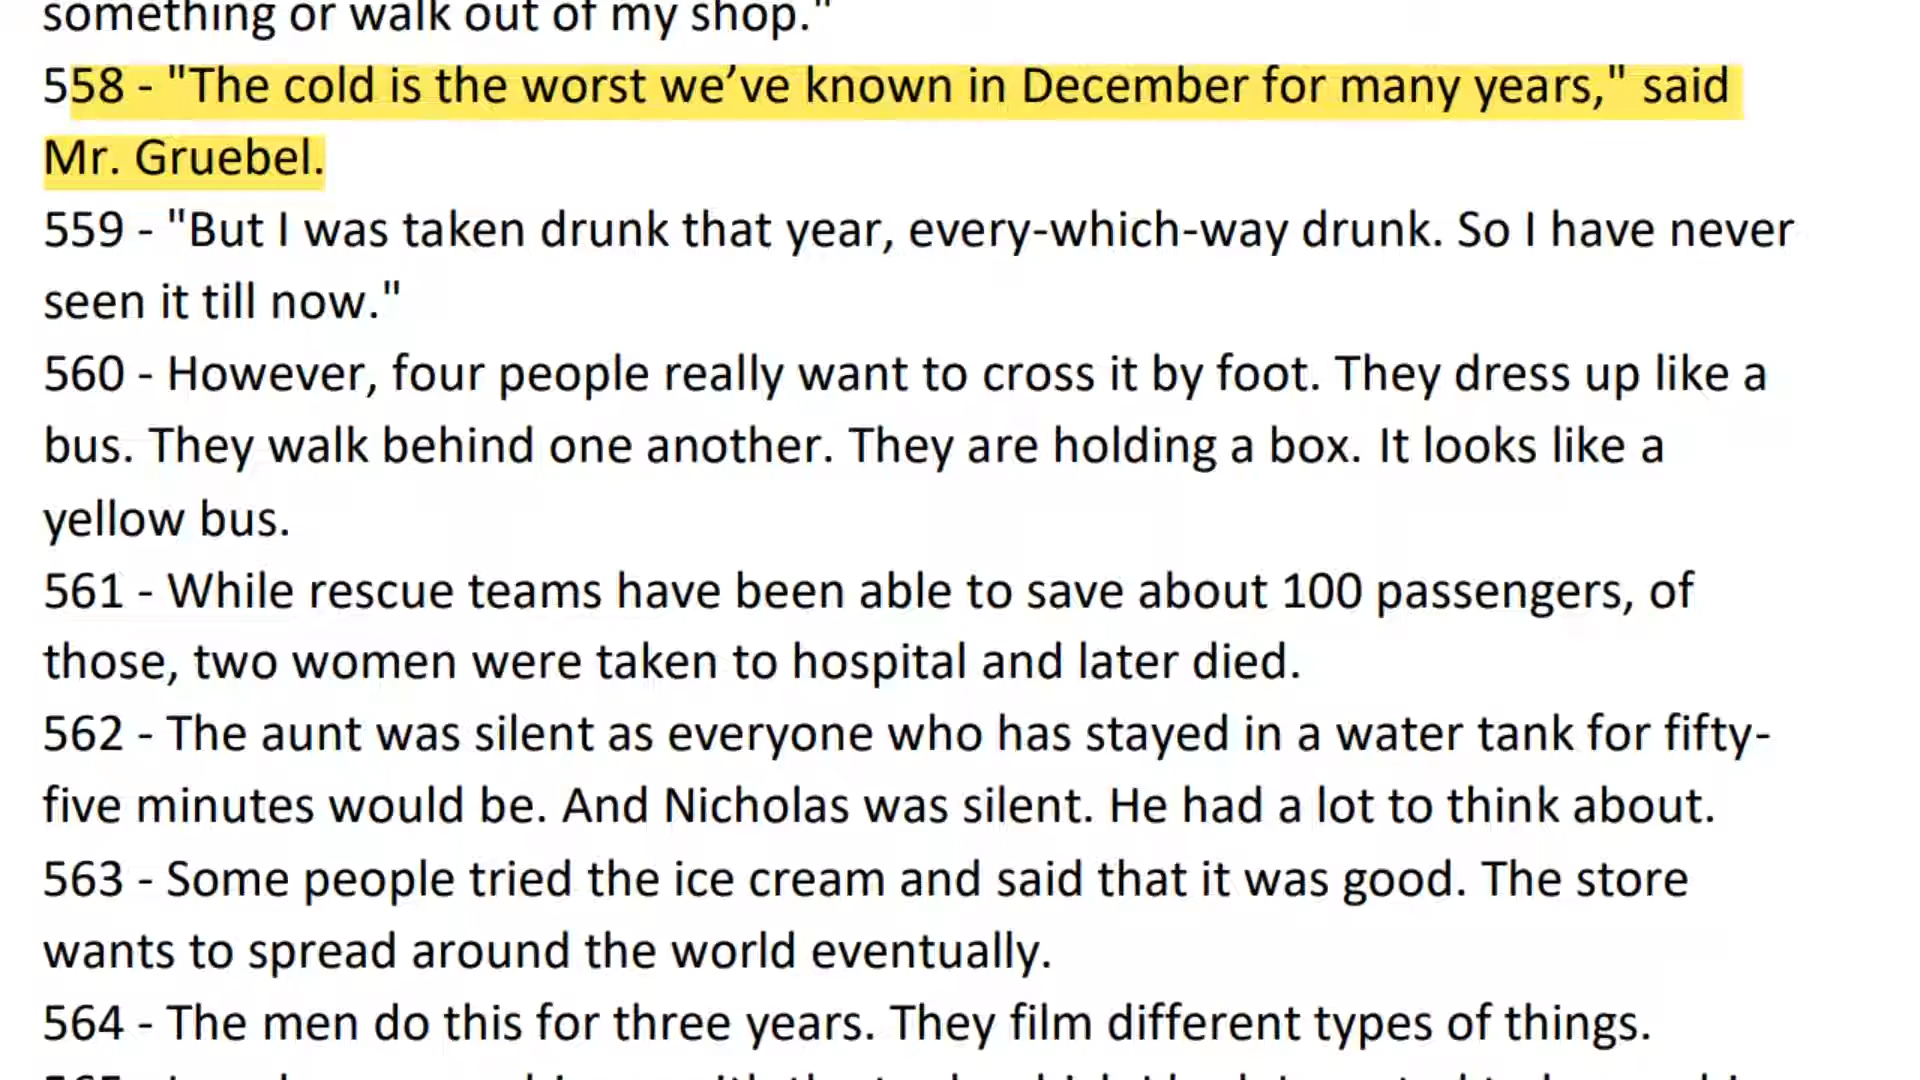 something or walk out of my shop."
558 - "The cold is the worst we’ve known in December for many years," said
Mr. Gruebel.
559 - "But I was taken drunk that year, every-which-way drunk. So I have never
seen it till now."
560 - However, four people really want to cross it by foot. They dress up like a
bus. They walk behind one another. They are holding a box. It looks like a
yellow bus.
561 - While rescue teams have been able to save about 100 passengers, of
those, two women were taken to hospital and later died.
562 - The aunt was silent as everyone who has stayed in a water tank for fifty-
five minutes would be. And Nicholas was silent. He had a lot to think about.
563 - Some people tried the ice cream and said that it was good. The store
wants to spread around the world eventually.
564 - The men do this for three years. They film different types of things.